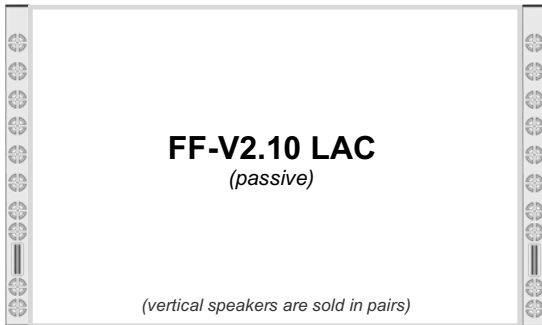 FF-V2.10 LAC
(passive)
(vertical speakers are sold in pairs)